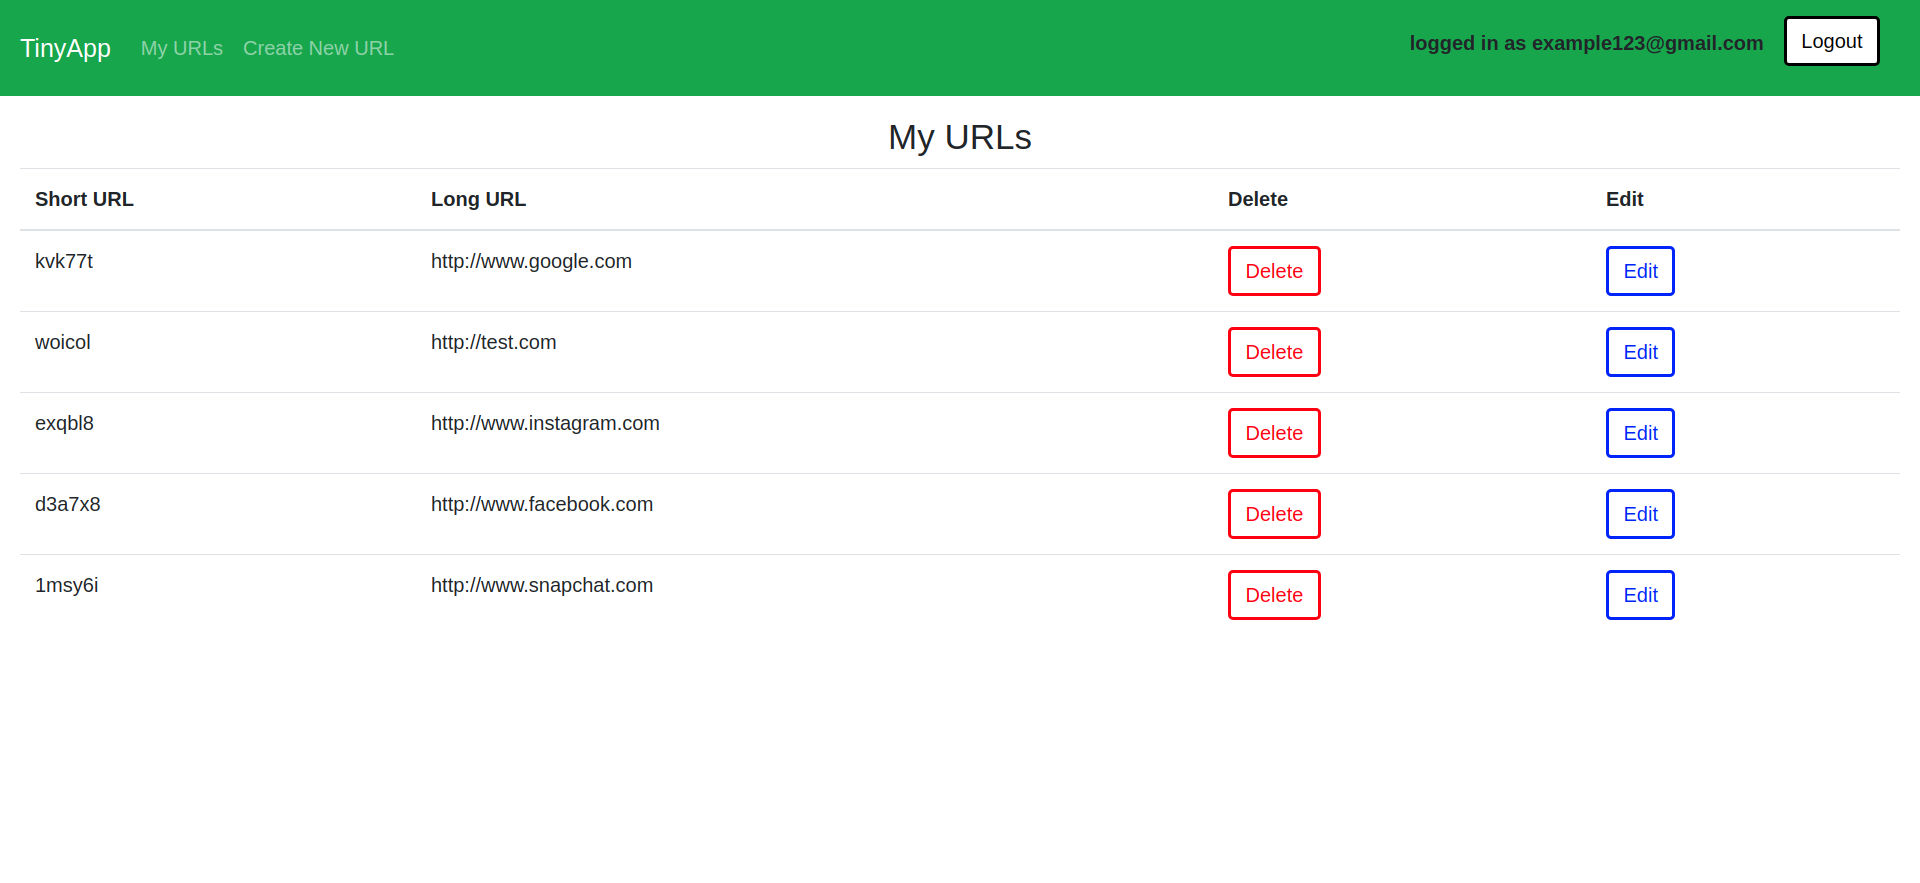 TinyApp My URLs Create New URL logged in as example123@gmail.com Logout
My URLs
Short URL Long URL Delete Edit
kvk77t http://www.google.com Delete Edit
woicol http://test.com Delete Edit
exqbl8 http://www.instagram.com Delete Edit
d3a7x8 http://www.facebook.com Delete Edit
1msy6i http://www.snapchat.com Delete Edit